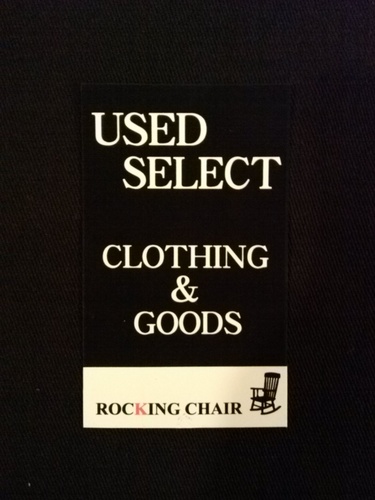 USED
SELECT
CLOTHING
&
GOODS
ROCKING CHAIR